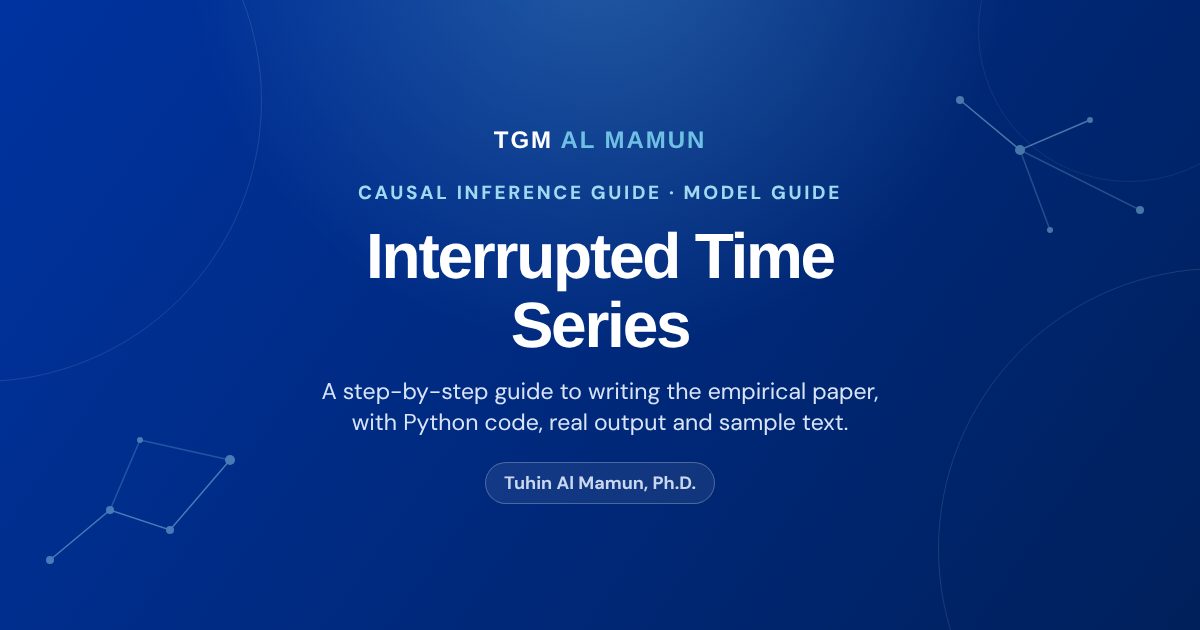 TGM AL MAMUN
CAUSAL INFERENCE GUIDE · MODEL GUIDE
Interrupted Time
Series
A step-by-step guide to writing the empirical paper,
with Python code, real output and sample text.
Tuhin Al Mamun, Ph.D.